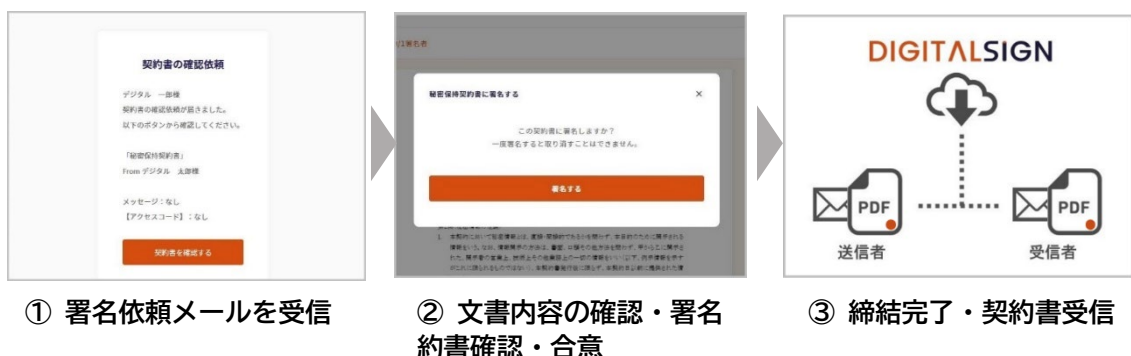 契約書の確認依頼
デジタル 一郎様
契約書の確認依頼が届きました。
以下のボタンから確認してください。
「秘密保持契約書」
From デジタル 太郎様
メッセージ：なし
【アクセスコード】：なし
契約書を確認する
① 署名依頼メールを受信
/1署名者
秘密保持契約書に署名する
×
この契約書に署名しますか？
一度署名すると取り消すことはできません。
署名する
② 文書内容の確認・署名
約書確認・合意
DIGITALSIGN
PDF
PDF
送信者
受信者
③ 締結完了・契約書受信